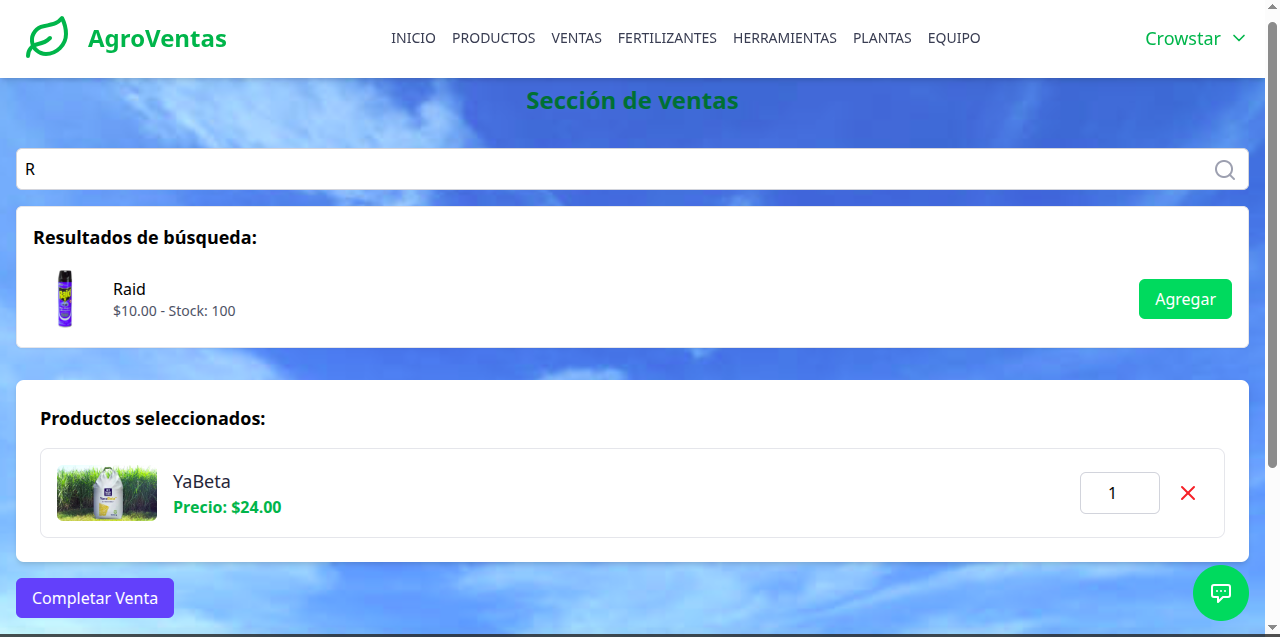 AgroVentas
INICIO PRODUCTOS VENTAS FERTILIZANTES HERRAMIENTAS PLANTAS EQUIPO
Crowstar
Sección de ventas
R
Resultados de búsqueda:
Raid
Raid
$10.00 - Stock: 100
Agregar
Productos seleccionados:
YaBeta
Precio: $24.00
1
Completar Venta